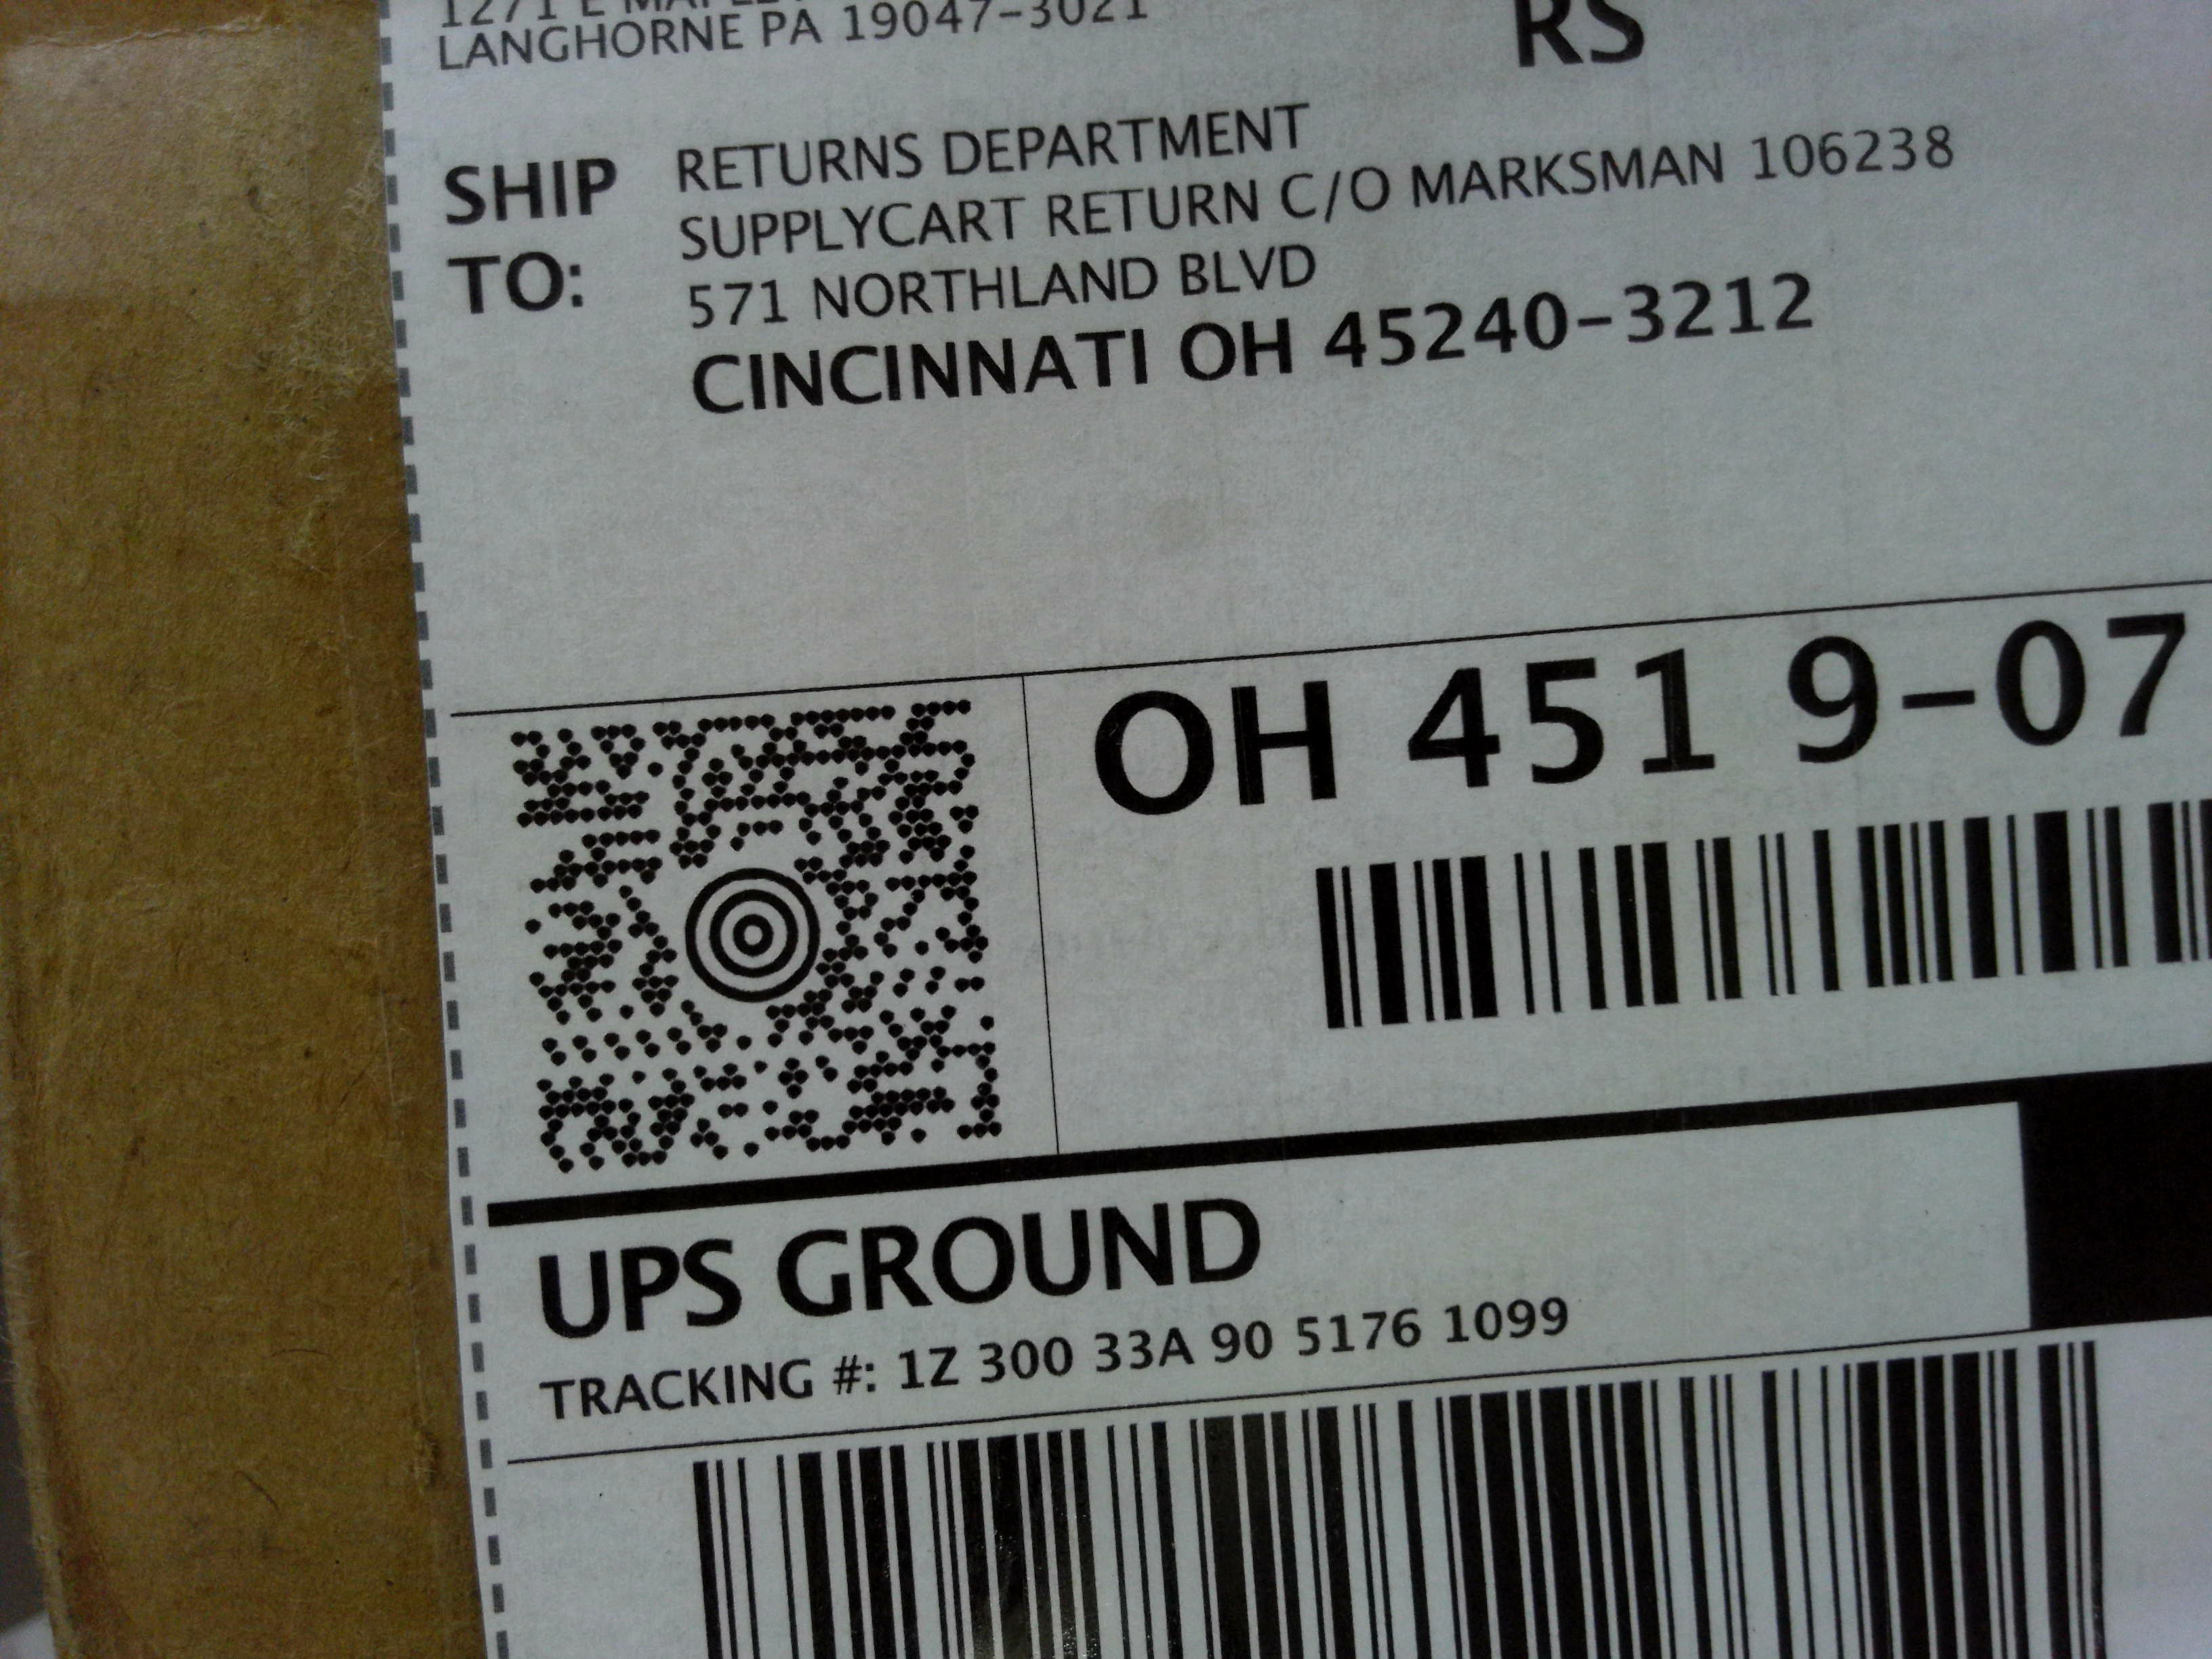 1271 E
LANGHORNE PA 19047-3021
RS
SHIP TO:
RETURNS DEPARTMENT
SUPPLYCART RETURN C/O MARKSMAN 106238
571 NORTHLAND BLVD
CINCINNATI OH 45240-3212
OH 451 9-07
UPS GROUND
TRACKING #: 1Z 300 33A 90 5176 1099